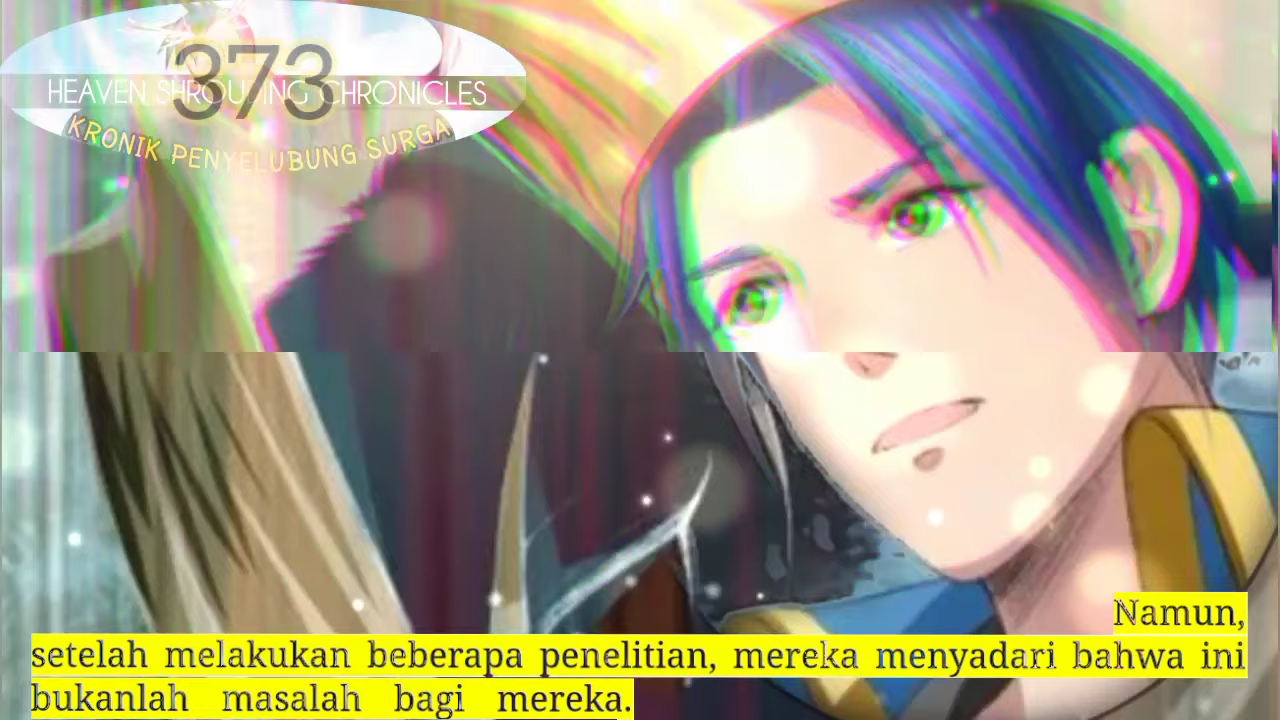 373
HEAVEN SHROUDING CHRONICLES
KRONIK PENYELUBUNG SURGA
Namun,
setelah melakukan beberapa penelitian, mereka menyadari bahwa ini
bukanlah masalah bagi mereka.